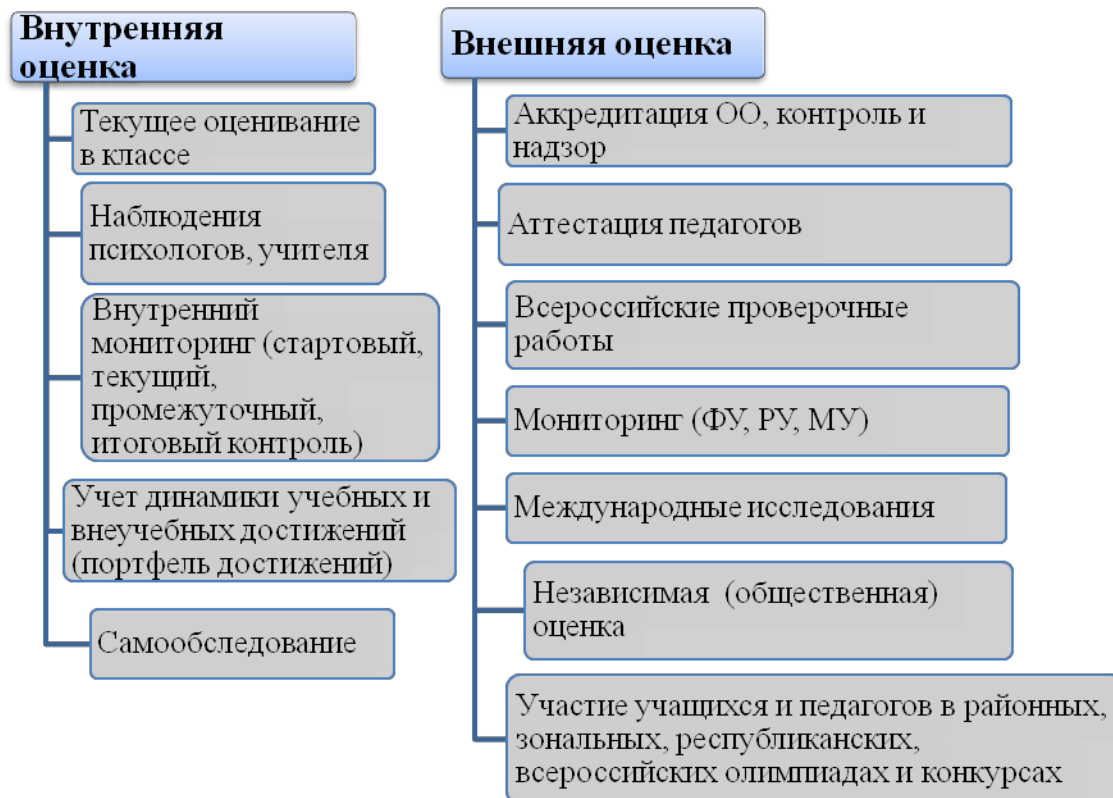 Внутренняя
оценка
Текущее оценивание
в классе
Наблюдения
психологов, учителя
Внутренний
мониторинг (стартовый,
текущий,
промежуточный,
итоговый контроль)
Учет динамики учебных и
внеучебных достижений
(портфель достижений)
Самообследование
Внешняя оценка
Аккредитация ОО, контроль и
надзор
Аттестация педагогов
Всероссийские проверочные
работы
Мониторинг (ФУ, РУ, МУ)
Международные исследования
Независимая (общественная)
оценка
Участие учащихся и педагогов в районных,
зональных, республиканских,
всероссийских олимпиадах и конкурсах